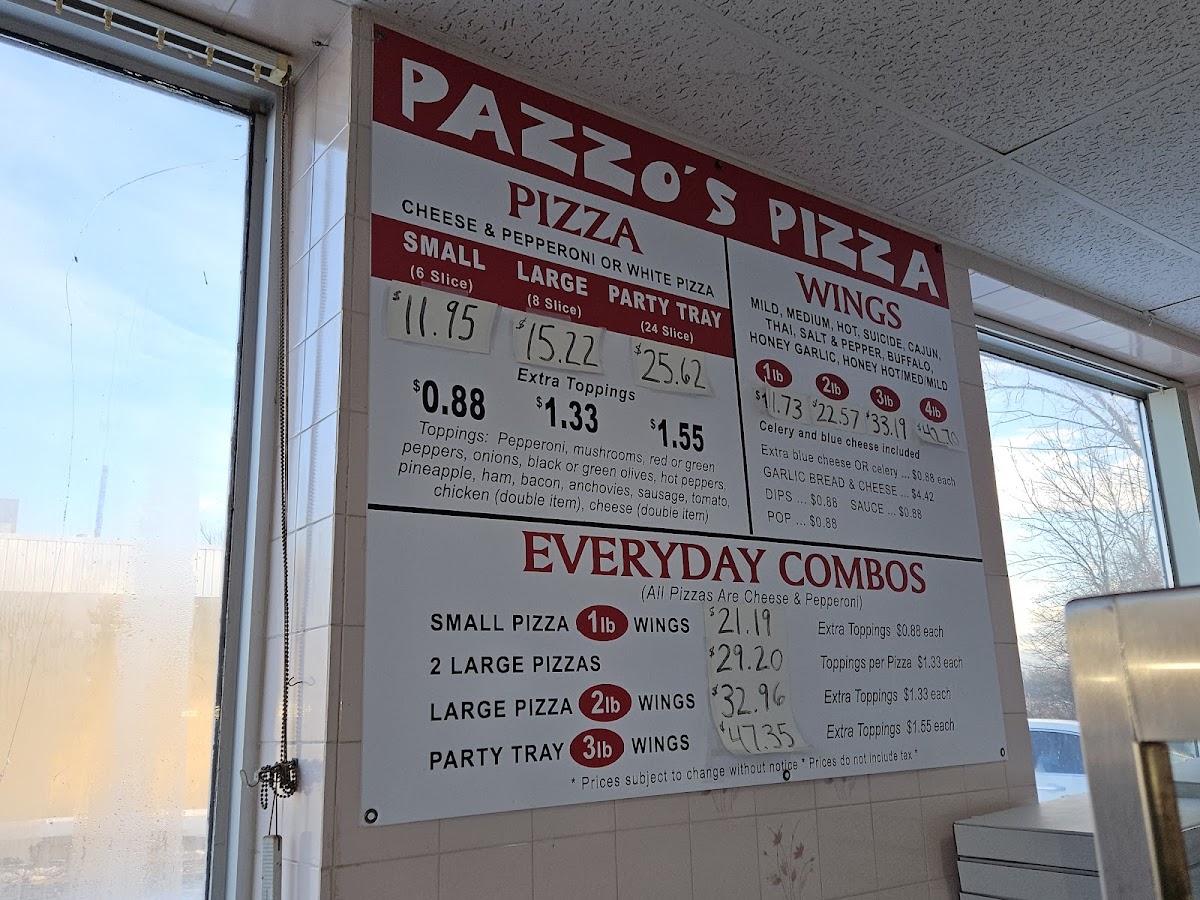 PAZZO'S PIZZA
PIZZA
CHEESE & PEPPERONI OR WHITE PIZZA
SMALL LARGE PARTY TRAY
(6 Slice) (8 Slice) (24 Slice)
$11.95 $15.22 $25.62
Extra Toppings
$0.88 $1.33 $1.55
Toppings: Pepperoni, mushrooms, red or green
peppers, onions, black or green olives, hot peppers,
pineapple, ham, bacon, anchovies, sausage, tomato,
chicken (double item), cheese (double item)
WINGS
MILD, MEDIUM, HOT, SUICIDE, CAJUN,
THAI, SALT & PEPPER, BUFFALO,
HONEY GARLIC, HONEY HOT/MED/MILD
1lb 2lb 3lb 4lb
$11.73 $22.57 $33.19
Celery and blue cheese included
Extra blue cheese OR celery ... $0.88 each
GARLIC BREAD & CHEESE ... $4.42
DIPS ... $0.88 SAUCE ... $0.88
POP ... $0.88
EVERYDAY COMBOS
(All Pizzas Are Cheese & Pepperoni)
SMALL PIZZA 1lb WINGS $21.19 Extra Toppings $0.88 each
2 LARGE PIZZAS $29.20 Toppings per Pizza $1.33 each
LARGE PIZZA 2lb WINGS $32.96 Extra Toppings $1.33 each
PARTY TRAY 3lb WINGS $47.35 Extra Toppings $1.55 each
* Prices subject to change without notice * Prices do not include tax *